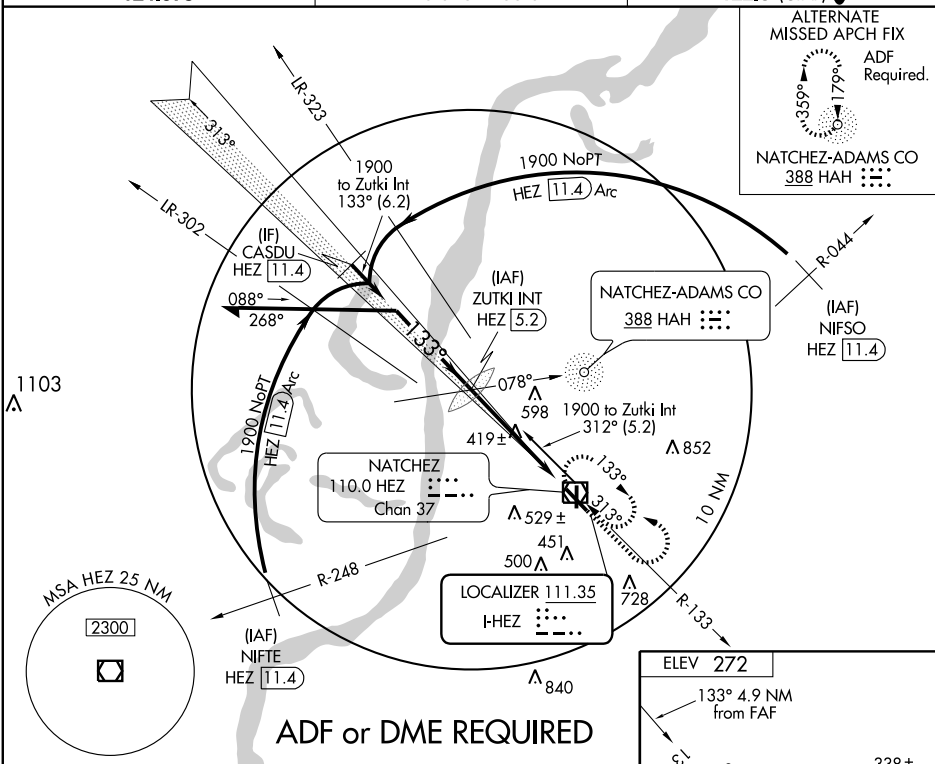 ALTERNATE
MISSED APCH FIX
ADF
Required.
359°
179°
NATCHEZ-ADAMS CO
388 HAH
LR-323
313°
1900
to Zutki Int
133° (6.2)
1900 NoPT
HEZ 11.4 Arc
LR-302
(IF)
CASDU
HEZ 11.4
R-044
(IAF)
ZUTKI INT
HEZ 5.2
NATCHEZ-ADAMS CO
388 HAH
(IAF)
NIFSO
HEZ 11.4
088°
268°
133°
078°
1103
1900 NoPT
HEZ 11.4 Arc
598
1900 to Zutki Int
312° (5.2)
419±
852
NATCHEZ
110.0 HEZ
Chan 37
133°
313°
10 NM
529 ±
451
500
R-248
LOCALIZER 111.35
I-HEZ
728
R-133
MSA HEZ 25 NM
2300
(IAF)
NIFTE
HEZ 11.4
840
ELEV 272
133° 4.9 NM
from FAF
ADF or DME REQUIRED